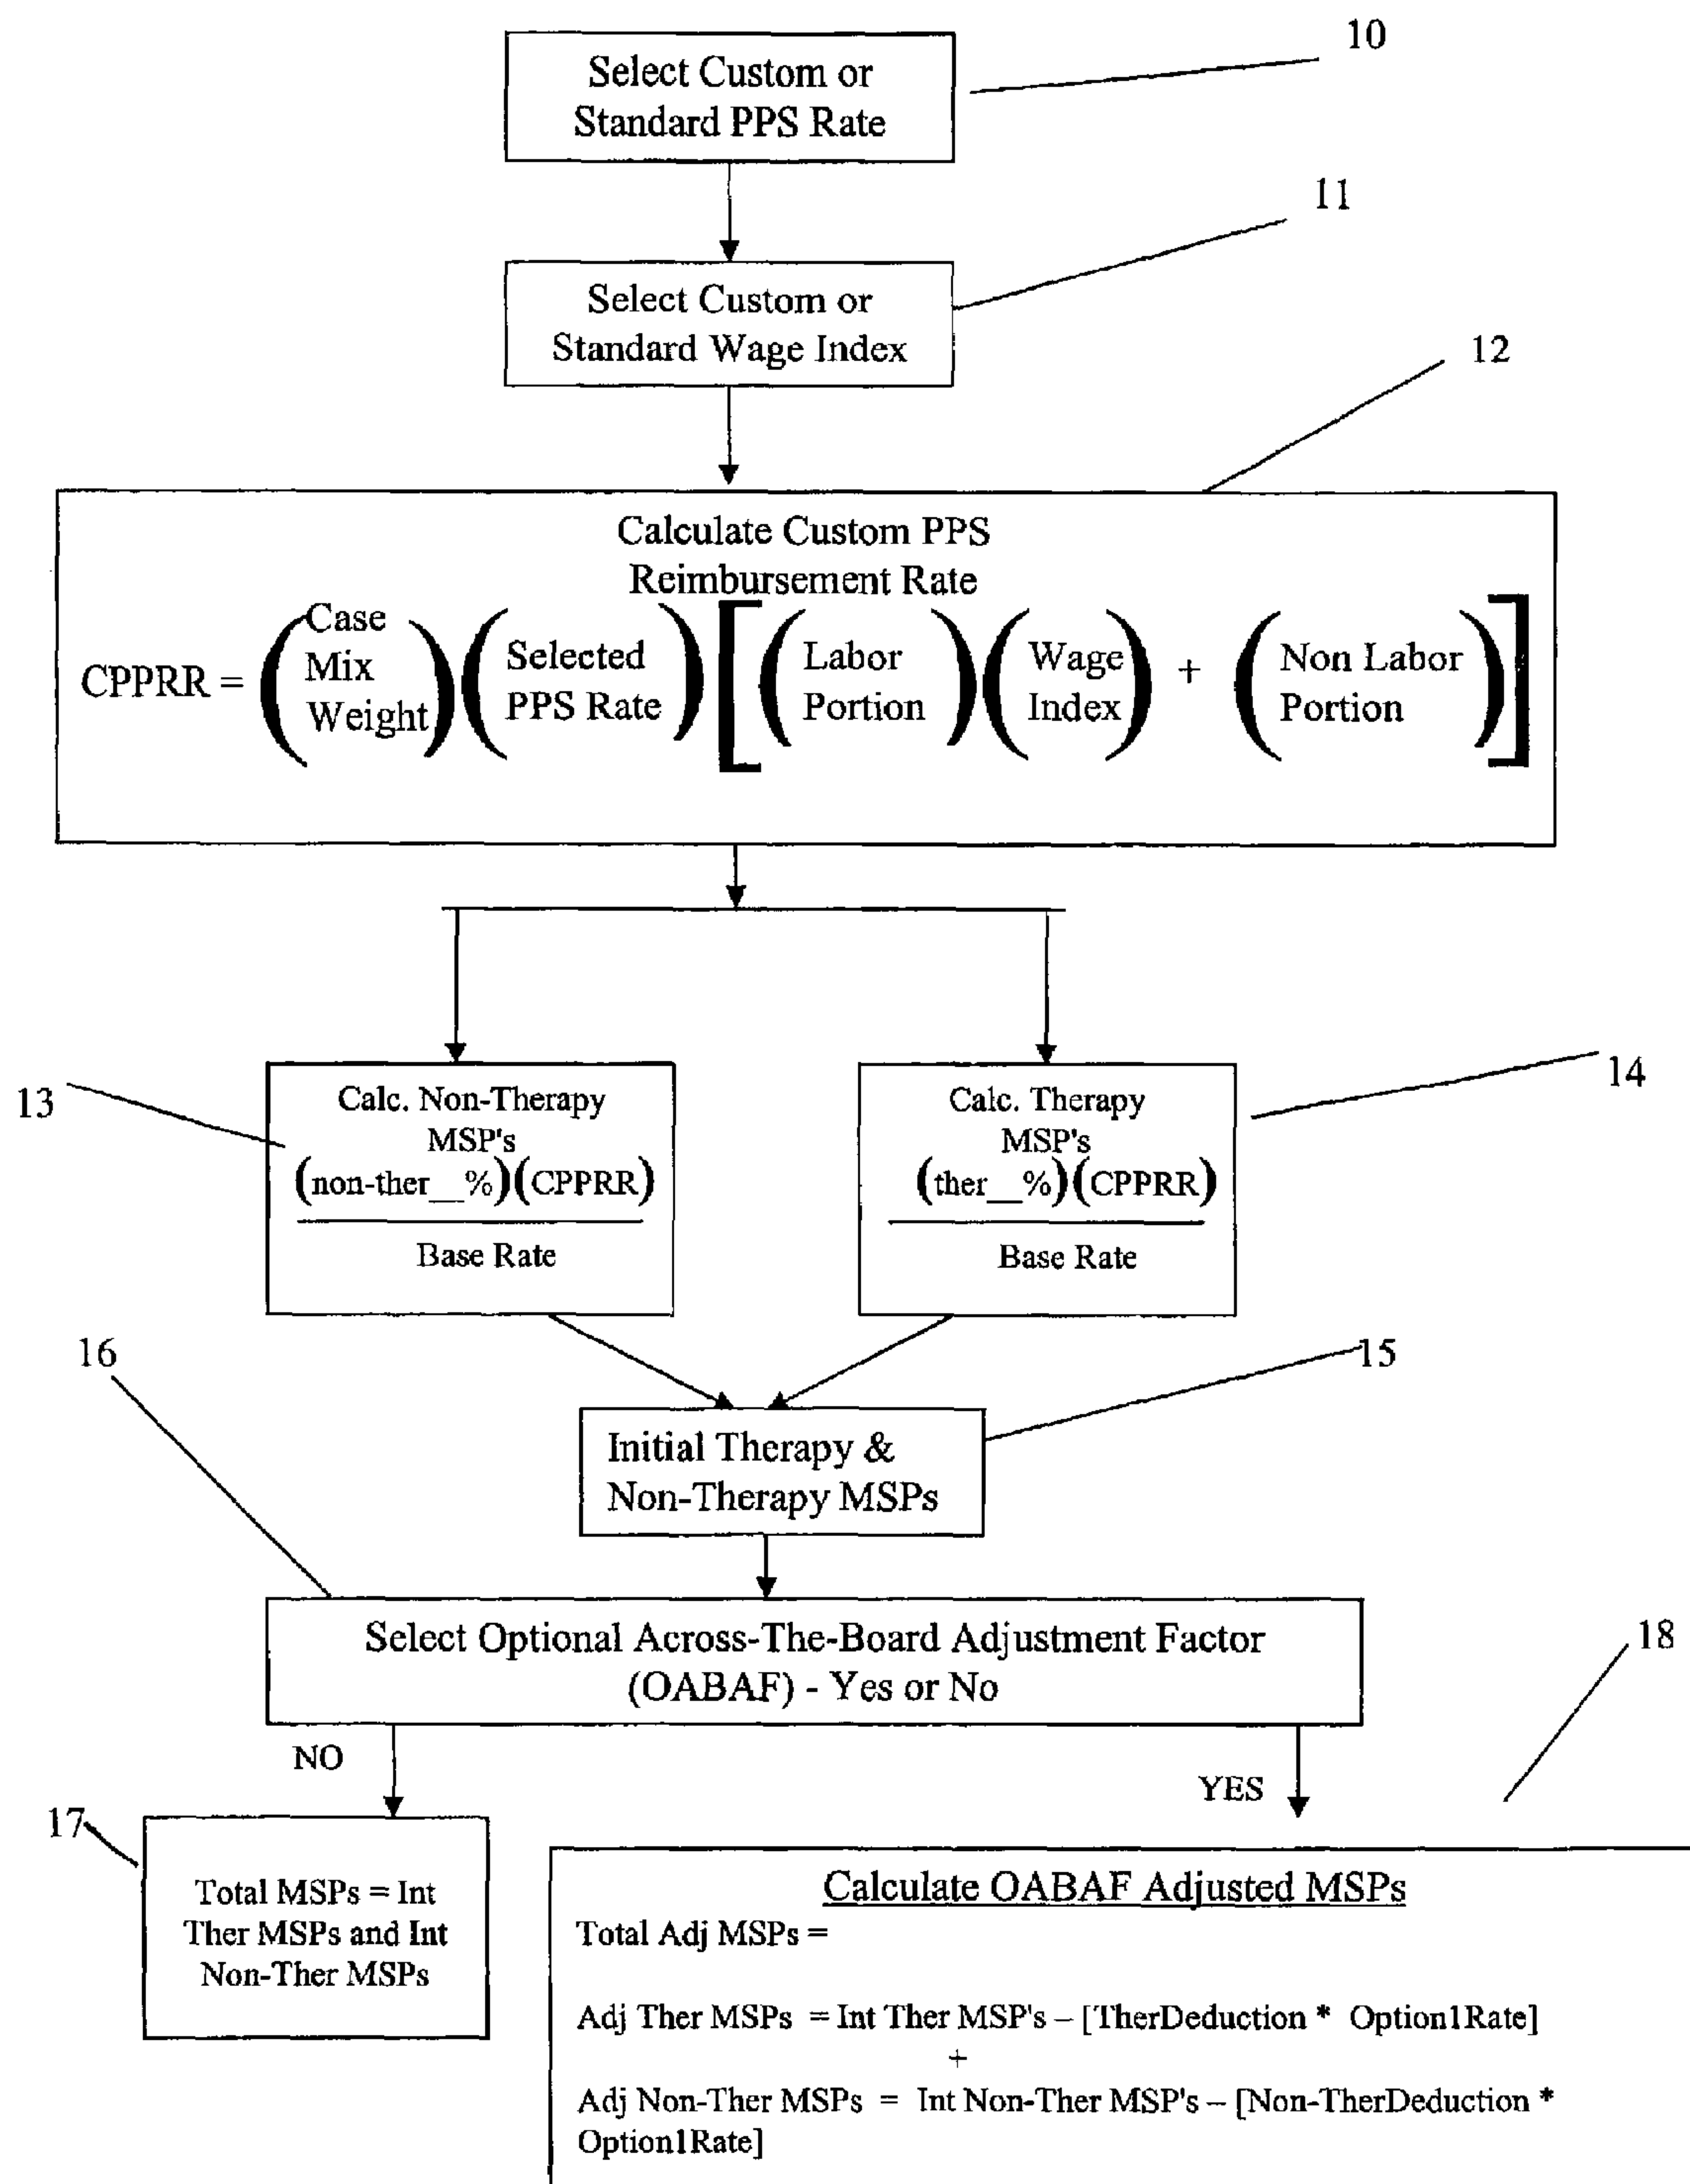 10
Select Custom or
Standard PPS Rate
11
Select Custom or
Standard Wage Index
12
Calculate Custom PPS
Reimbursement Rate
CPPRR = (Case Mix Weight) (Selected PPS Rate) [(Labor Portion) (Wage Index) + (Non Labor Portion)]
13
Calc. Non-Therapy
MSP's
(non-ther__%)(CPPRR)
Base Rate
14
Calc. Therapy
MSP's
(ther__%)(CPPRR)
Base Rate
15
Initial Therapy &
Non-Therapy MSPs
16
Select Optional Across-The-Board Adjustment Factor
(OABAF) - Yes or No
NO
YES
17
Total MSPs = Int
Ther MSPs and Int
Non-Ther MSPs
18
Calculate OABAF Adjusted MSPs
Total Adj MSPs =
Adj Ther MSPs = Int Ther MSP's – [TherDeduction * Option1Rate]
+
Adj Non-Ther MSPs = Int Non-Ther MSP's – [Non-TherDeduction *
Option1Rate]